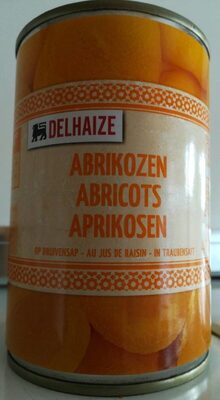 DELHAIZE
ABRIKOZEN
ABRICOTS
APRIKOSEN
OP DRUIVENSAP - AU JUS DE RAISIN - IN TRAUBENSAFT